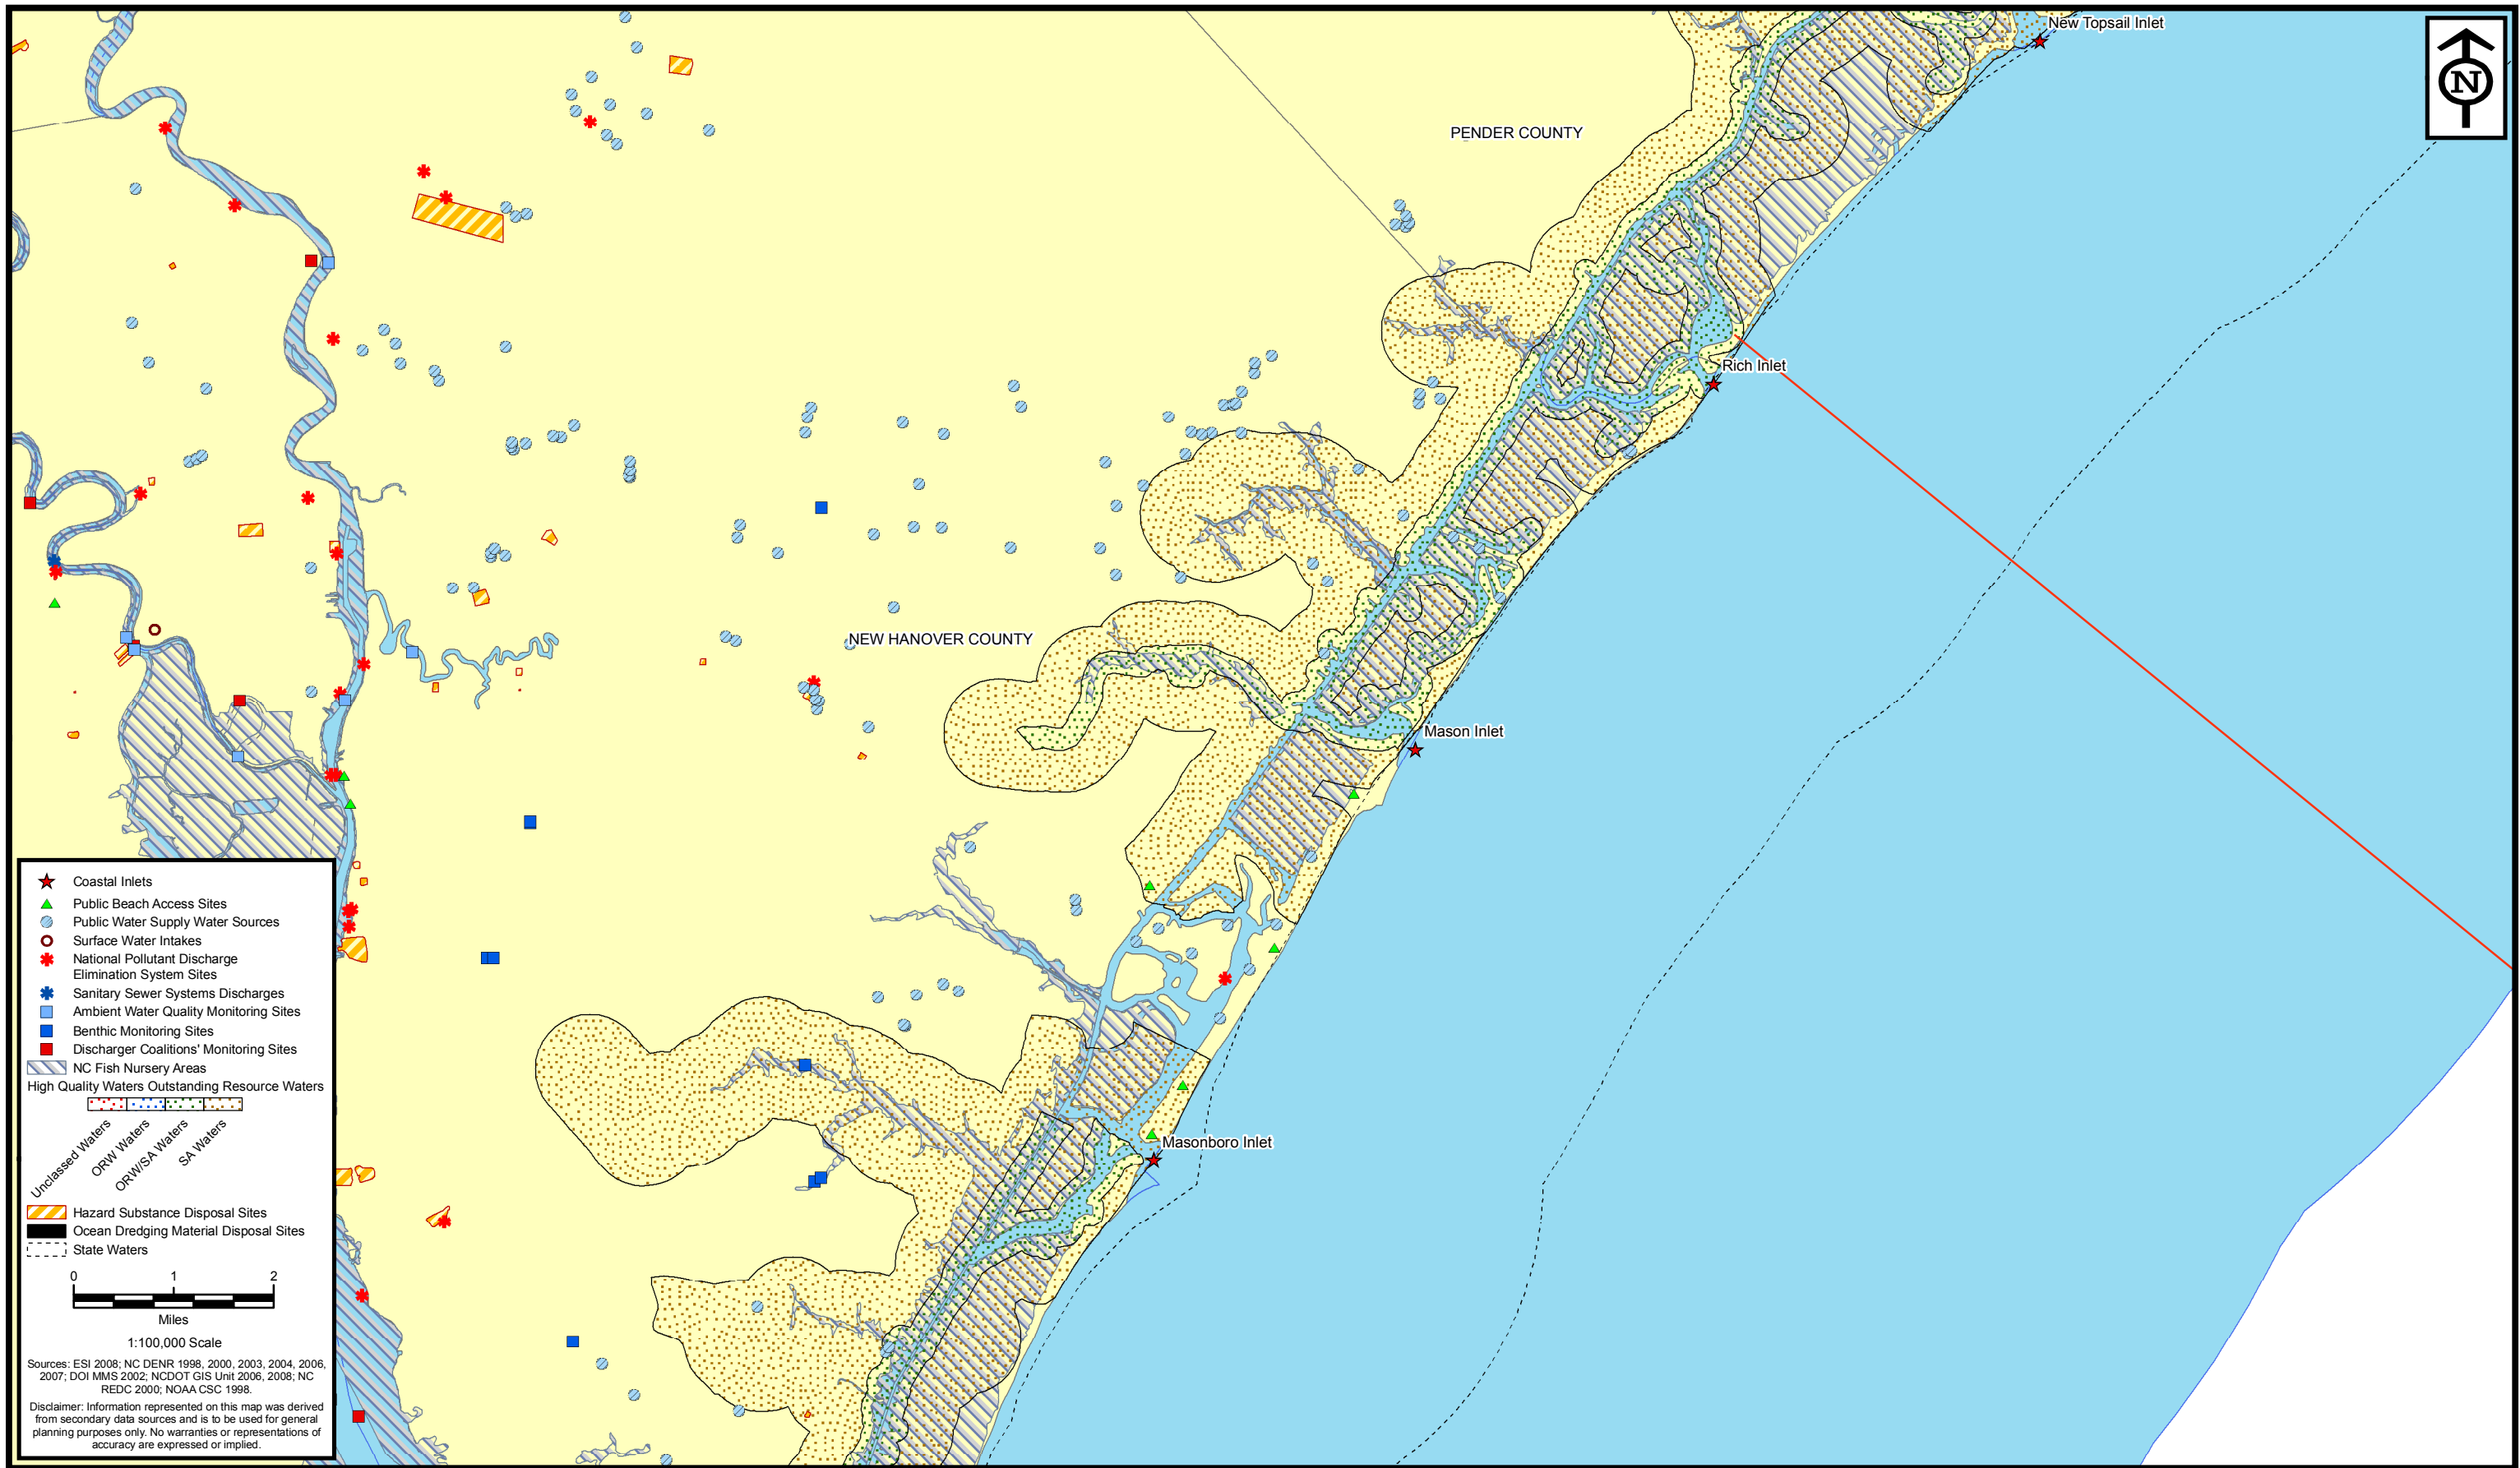 New Topsail Inlet
N
PENDER COUNTY
Rich Inlet
NEW HANOVER COUNTY
Mason Inlet
Masonboro Inlet
Coastal Inlets
Public Beach Access Sites
Public Water Supply Water Sources
Surface Water Intakes
National Pollutant Discharge
Elimination System Sites
Sanitary Sewer Systems Discharges
Ambient Water Quality Monitoring Sites
Benthic Monitoring Sites
Discharger Coalitions' Monitoring Sites
NC Fish Nursery Areas
High Quality Waters Outstanding Resource Waters
Unclassed Waters
ORW Waters
ORW/SA Waters
SA Waters
Hazard Substance Disposal Sites
Ocean Dredging Material Disposal Sites
State Waters
0 1 2
Miles
1:100,000 Scale
Sources: ESI 2008; NC DENR 1998, 2000, 2003, 2004, 2006,
2007; DOI MMS 2002; NCDOT GIS Unit 2006, 2008; NC
REDC 2000; NOAA CSC 1998.
Disclaimer: Information represented on this map was derived
from secondary data sources and is to be used for general
planning purposes only. No warranties or representations of
accuracy are expressed or implied.